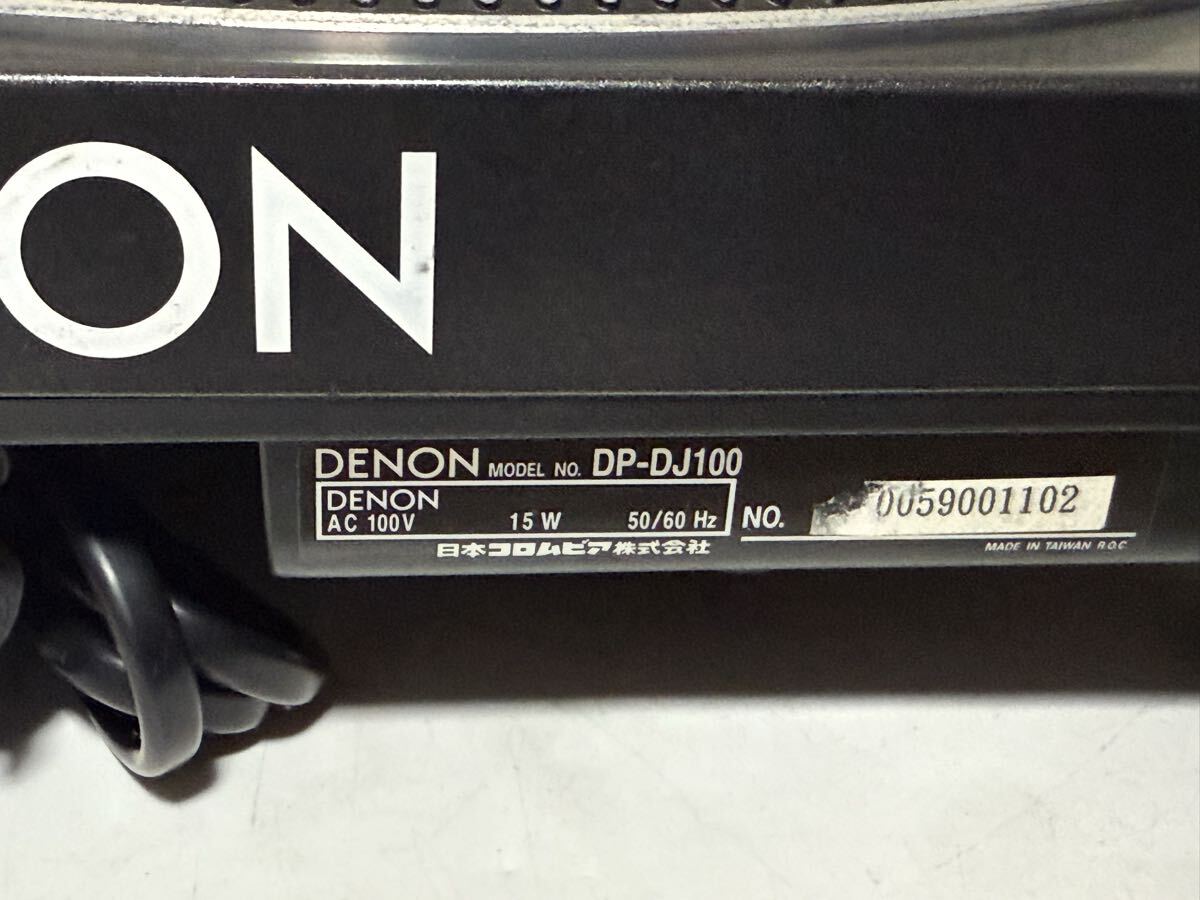 ON
DENON MODEL NO. DP-DJ100
DENON
AC 100V 15 W 50/60 Hz
NO. 0059001102
日本コロムビア株式会社
MADE IN TAIWAN R.O.C